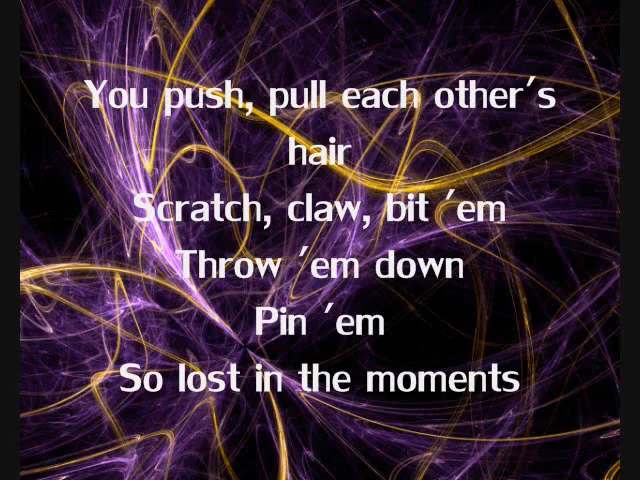 You push, pull each other's
hair
Scratch, claw, bit 'em
Throw 'em down
Pin 'em
So lost in the moments